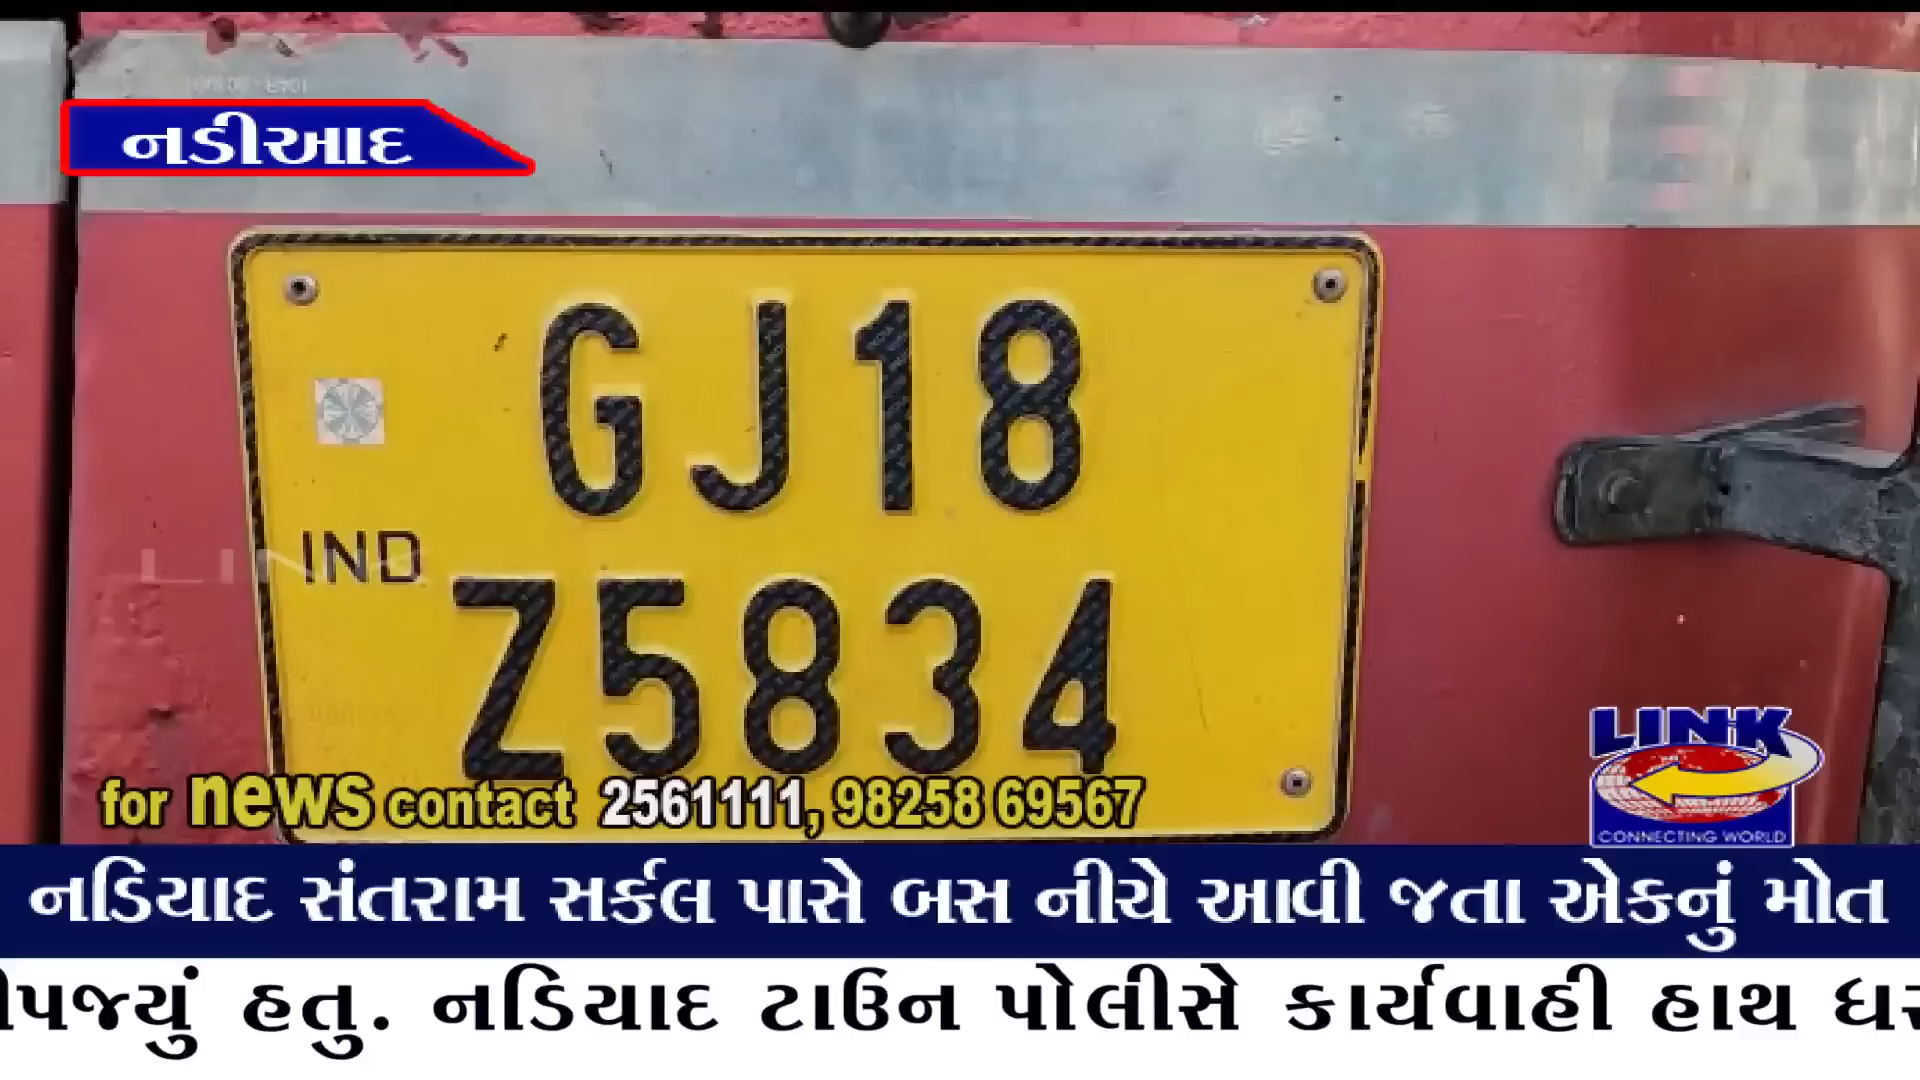 નડીઆદ
GJ18
IND
Z5834
LINK
for news contact 2561111, 98258 69567
LINK
CONNECTING WORLD
નડિયાદ સંતરામ સર્કલ પાસે બસ નીચે આવી જતા એકનું મોત
હતુ. નડિયાદ ટાઉન પોલીસે કાર્યવાહી હાથ